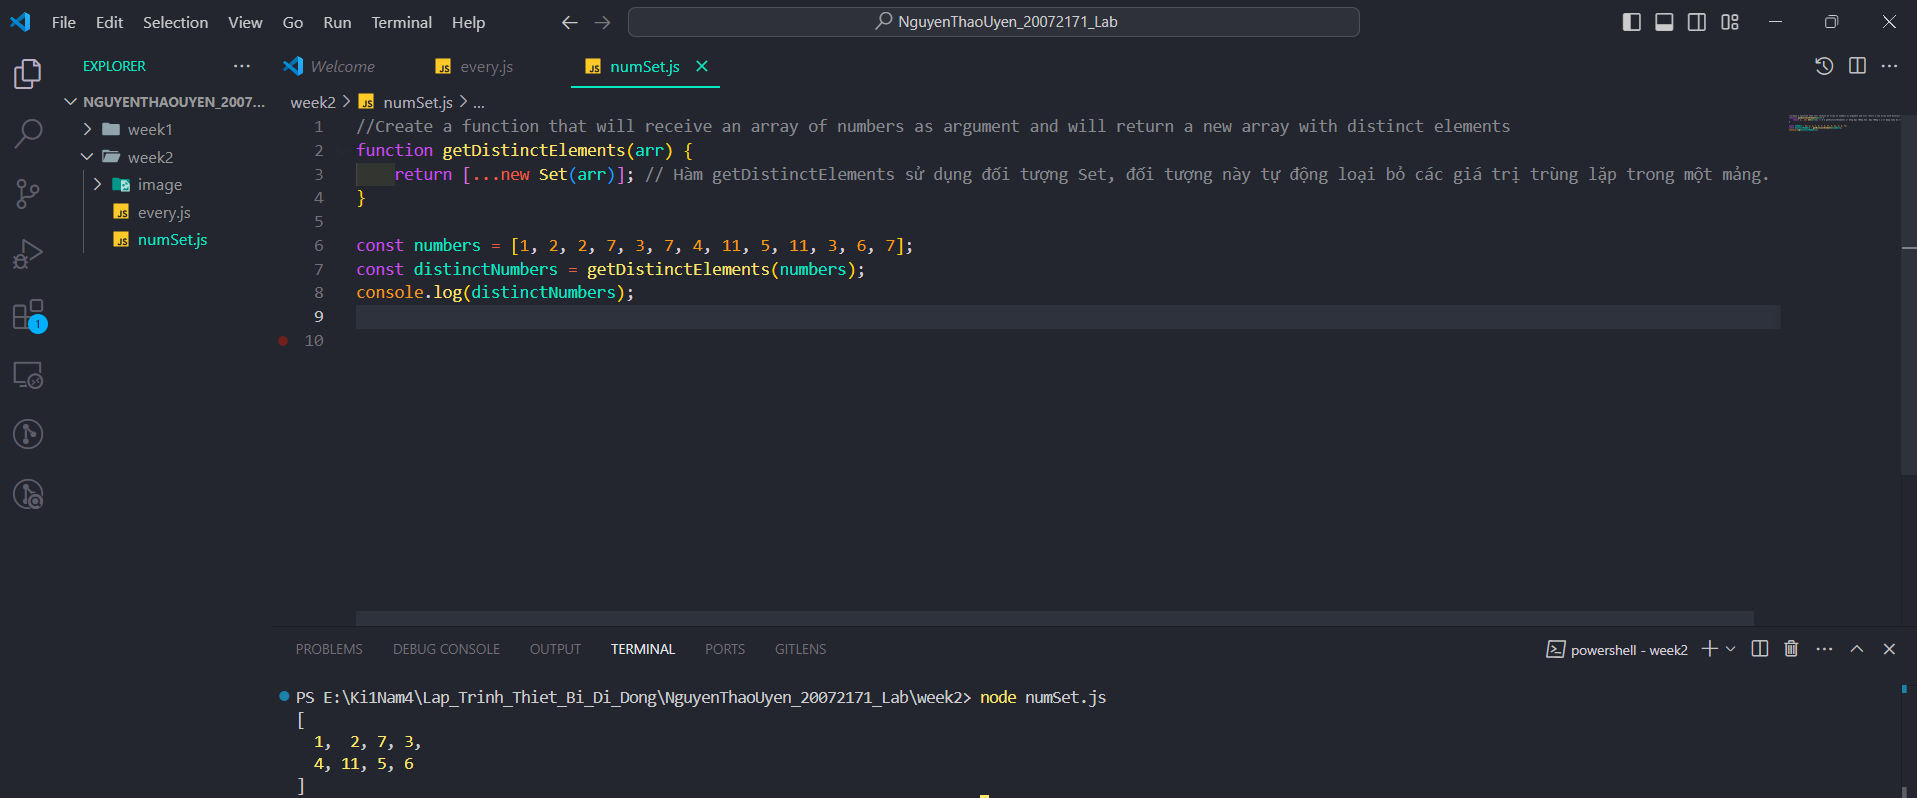 File Edit Selection View Go Run Terminal Help
NguyenThaoUyen_20072171_Lab
EXPLORER
Welcome
every.js
numSet.js
NGUYENTHAOUYEN_2007...
week1
week2
image
every.js
numSet.js
1
week2 > numSet.js > ...
1 //Create a function that will receive an array of numbers as argument and will return a new array with distinct elements
2 function getDistinctElements(arr) {
3 return [...new Set(arr)]; // Hàm getDistinctElements sử dụng đối tượng Set, đối tượng này tự động loại bỏ các giá trị trùng lặp trong một mảng.
4 }
5
6 const numbers = [1, 2, 2, 7, 3, 7, 4, 11, 5, 11, 3, 6, 7];
7 const distinctNumbers = getDistinctElements(numbers);
8 console.log(distinctNumbers);
9
10
PROBLEMS DEBUG CONSOLE OUTPUT TERMINAL PORTS GITLENS
powershell - week2
PS E:\Ki1Nam4\Lap_Trinh_Thiet_Bi_Di_Dong\NguyenThaoUyen_20072171_Lab\week2> node numSet.js
[
1, 2, 7, 3,
4, 11, 5, 6
]